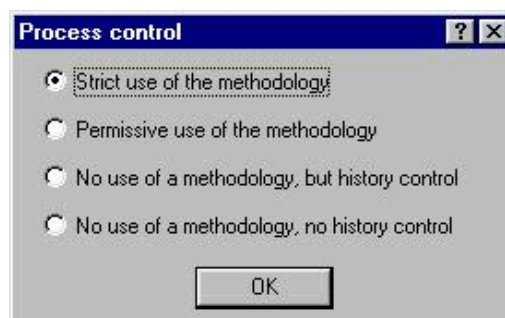 Process control
Strict use of the methodology
Permissive use of the methodology
No use of a methodology, but history control
No use of a methodology, no history control
OK